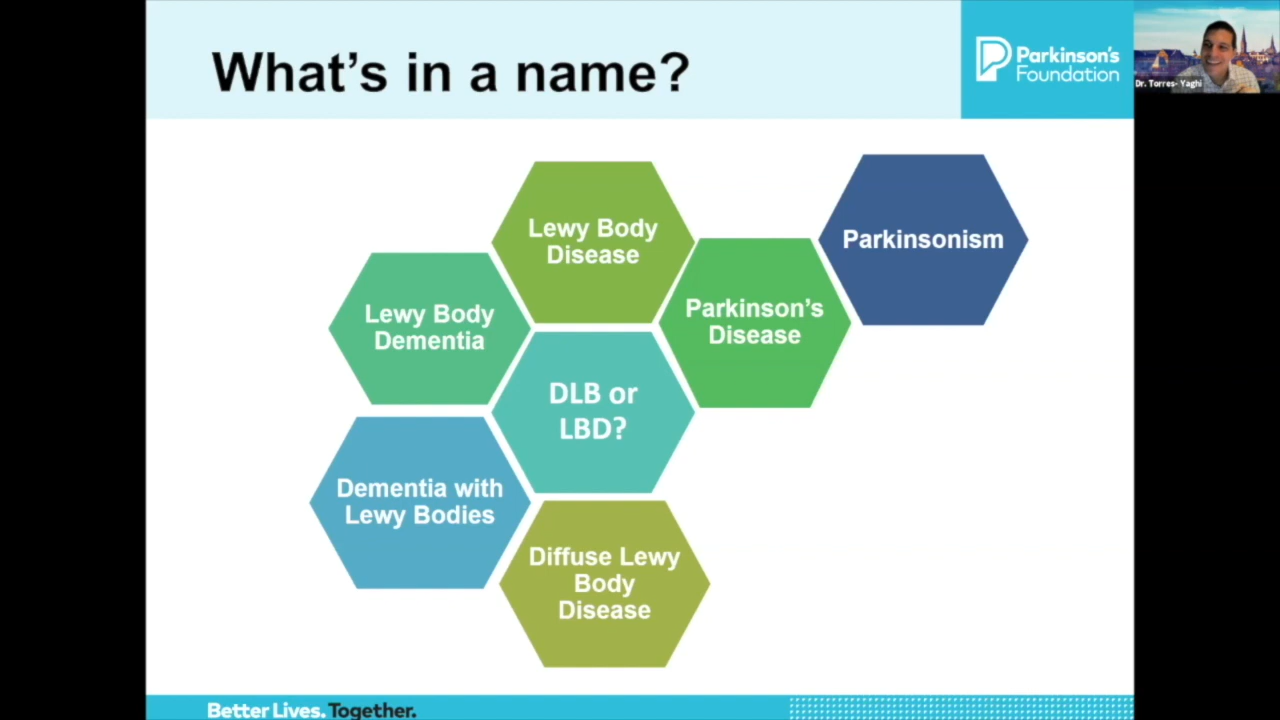 What's in a name?
Parkinson's
Foundation
Dr. Torres- Yaghi
Lewy Body
Disease
Parkinsonism
Lewy Body
Dementia
Parkinson's
Disease
DLB or
LBD?
Dementia with
Lewy Bodies
Diffuse Lewy
Body
Disease
Better Lives. Together.